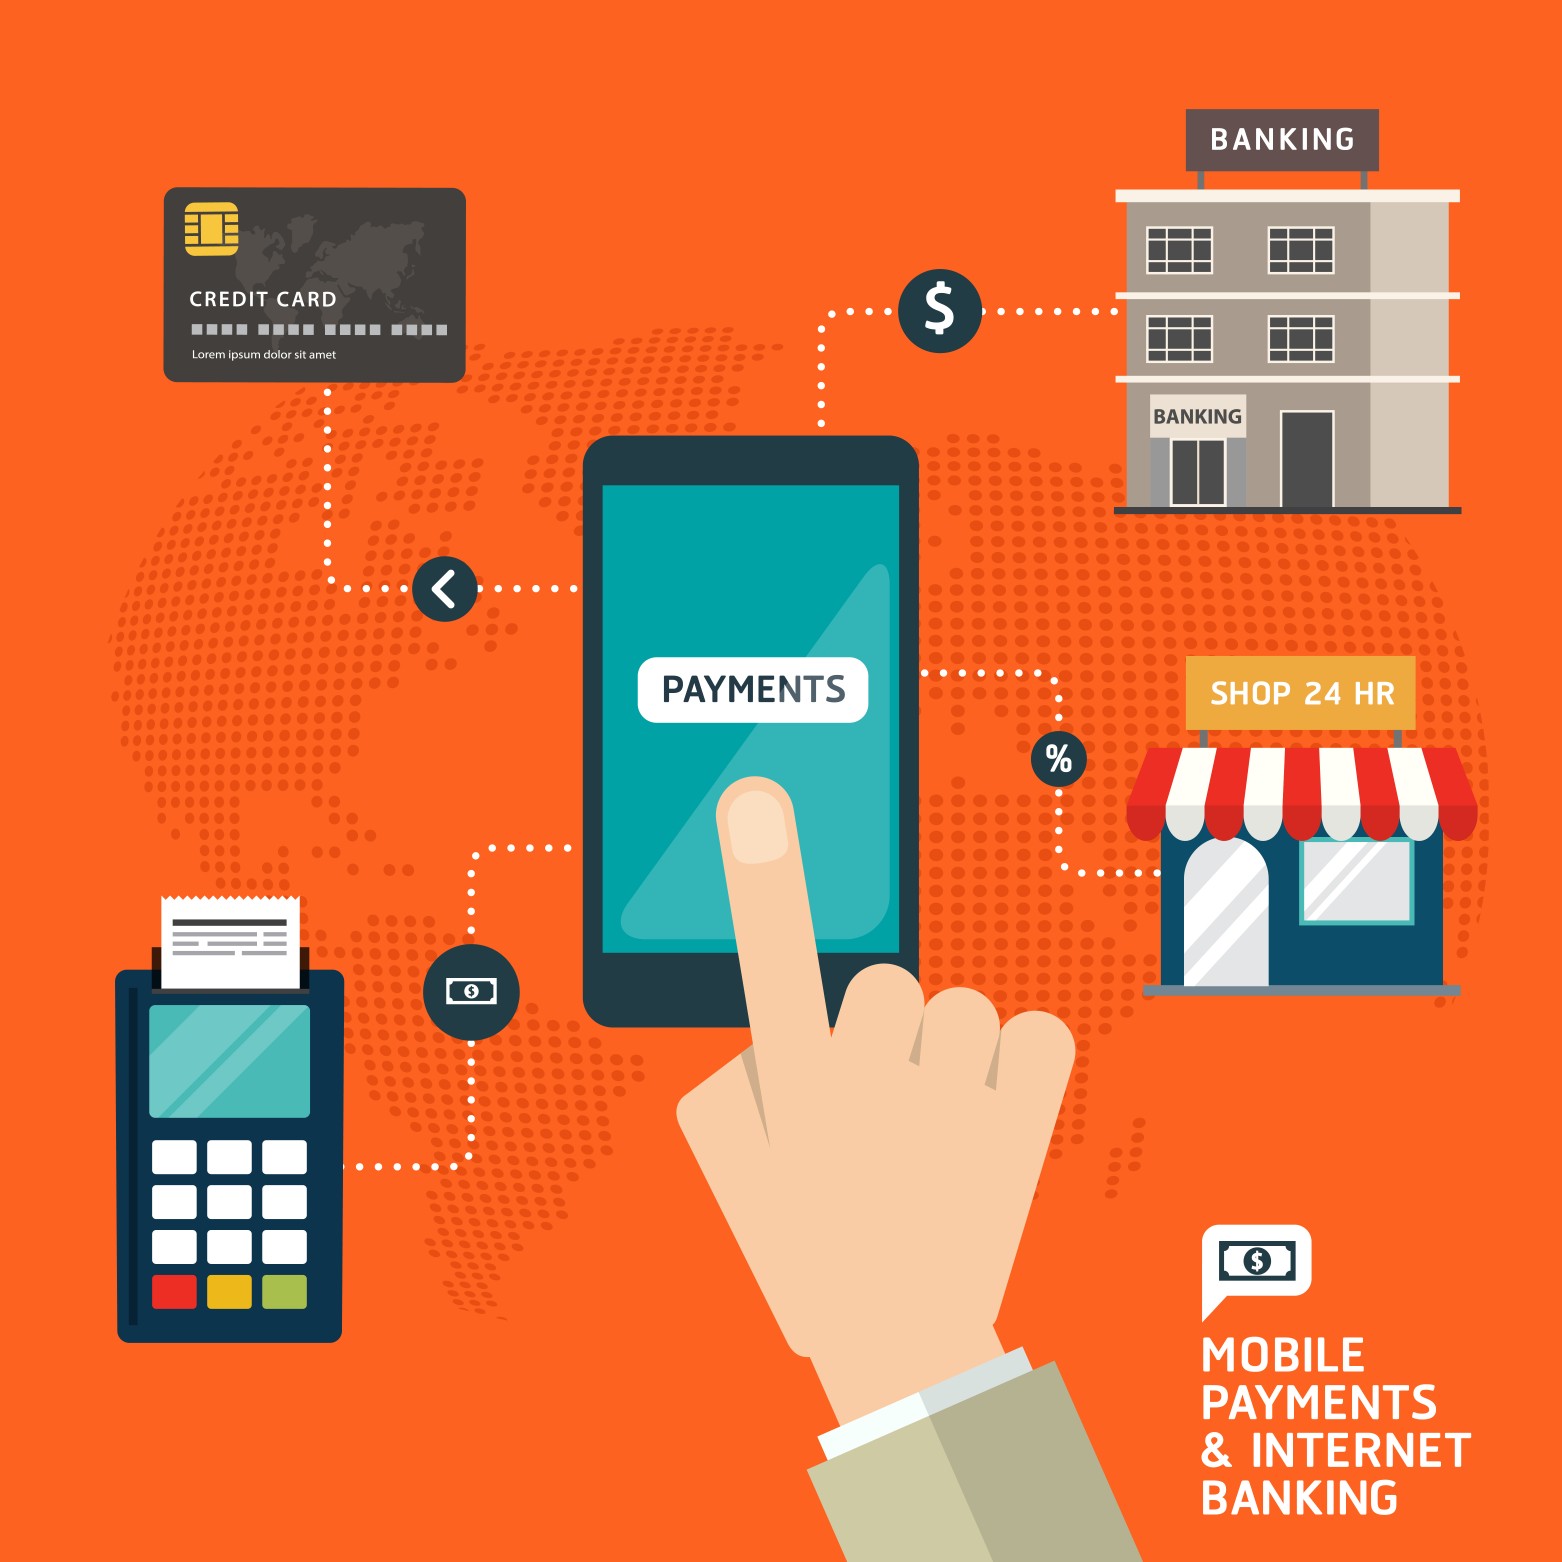 BANKING
CREDIT CARD
Lorem ipsum dolor sit amet
$
BANKING
PAYMENTS
SHOP 24 HR
%
$
$
MOBILE
PAYMENTS
& INTERNET
BANKING